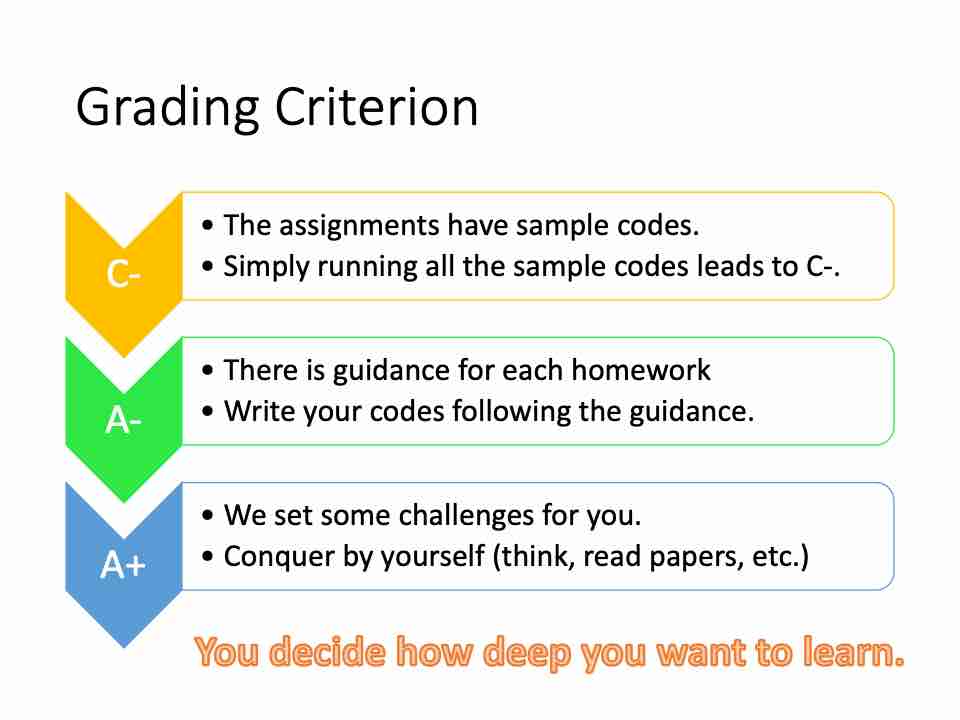 Grading Criterion
C-
• The assignments have sample codes.
• Simply running all the sample codes leads to C-.
A-
• There is guidance for each homework
• Write your codes following the guidance.
A+
• We set some challenges for you.
• Conquer by yourself (think, read papers, etc.)
You decide how deep you want to learn.